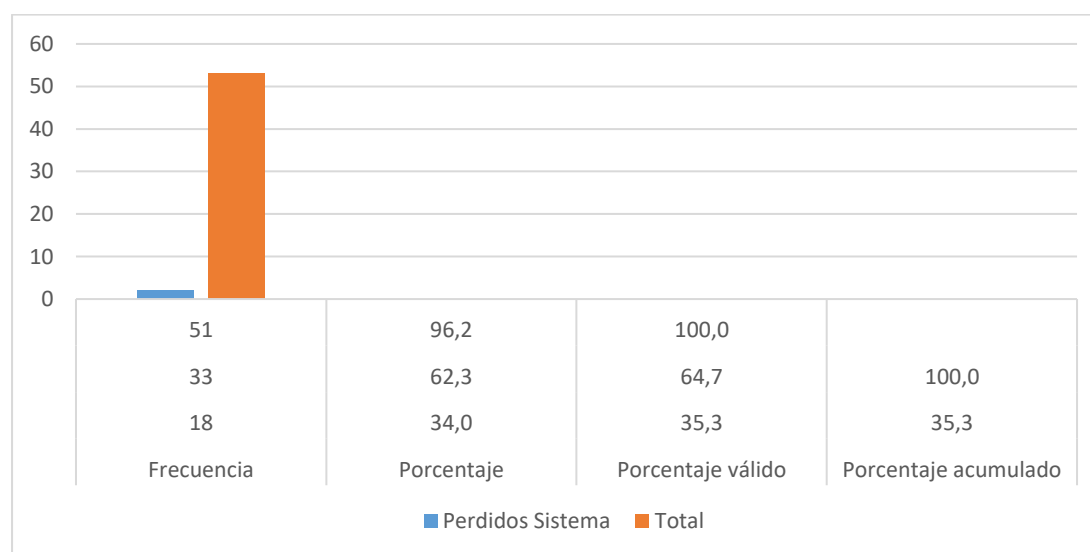 60
50
40
30
20
10
0
51 96,2 100,0
33 62,3 64,7 100,0
18 34,0 35,3 35,3
Frecuencia Porcentaje Porcentaje válido Porcentaje acumulado
Perdidos Sistema Total